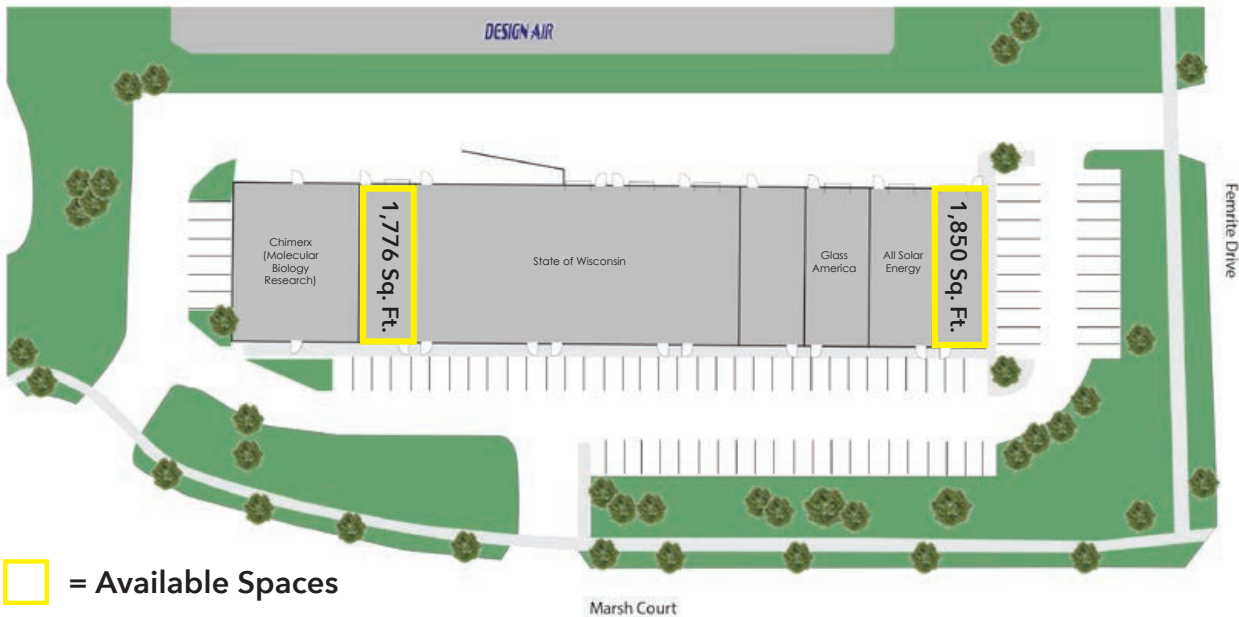 DESIGN AIR
Chimerx
(Molecular
Biology
Research)
1,776 Sq. Ft.
State of Wisconsin
Glass
America
All Solar
Energy
1,850 Sq. Ft.
Femrite Drive
= Available Spaces
Marsh Court